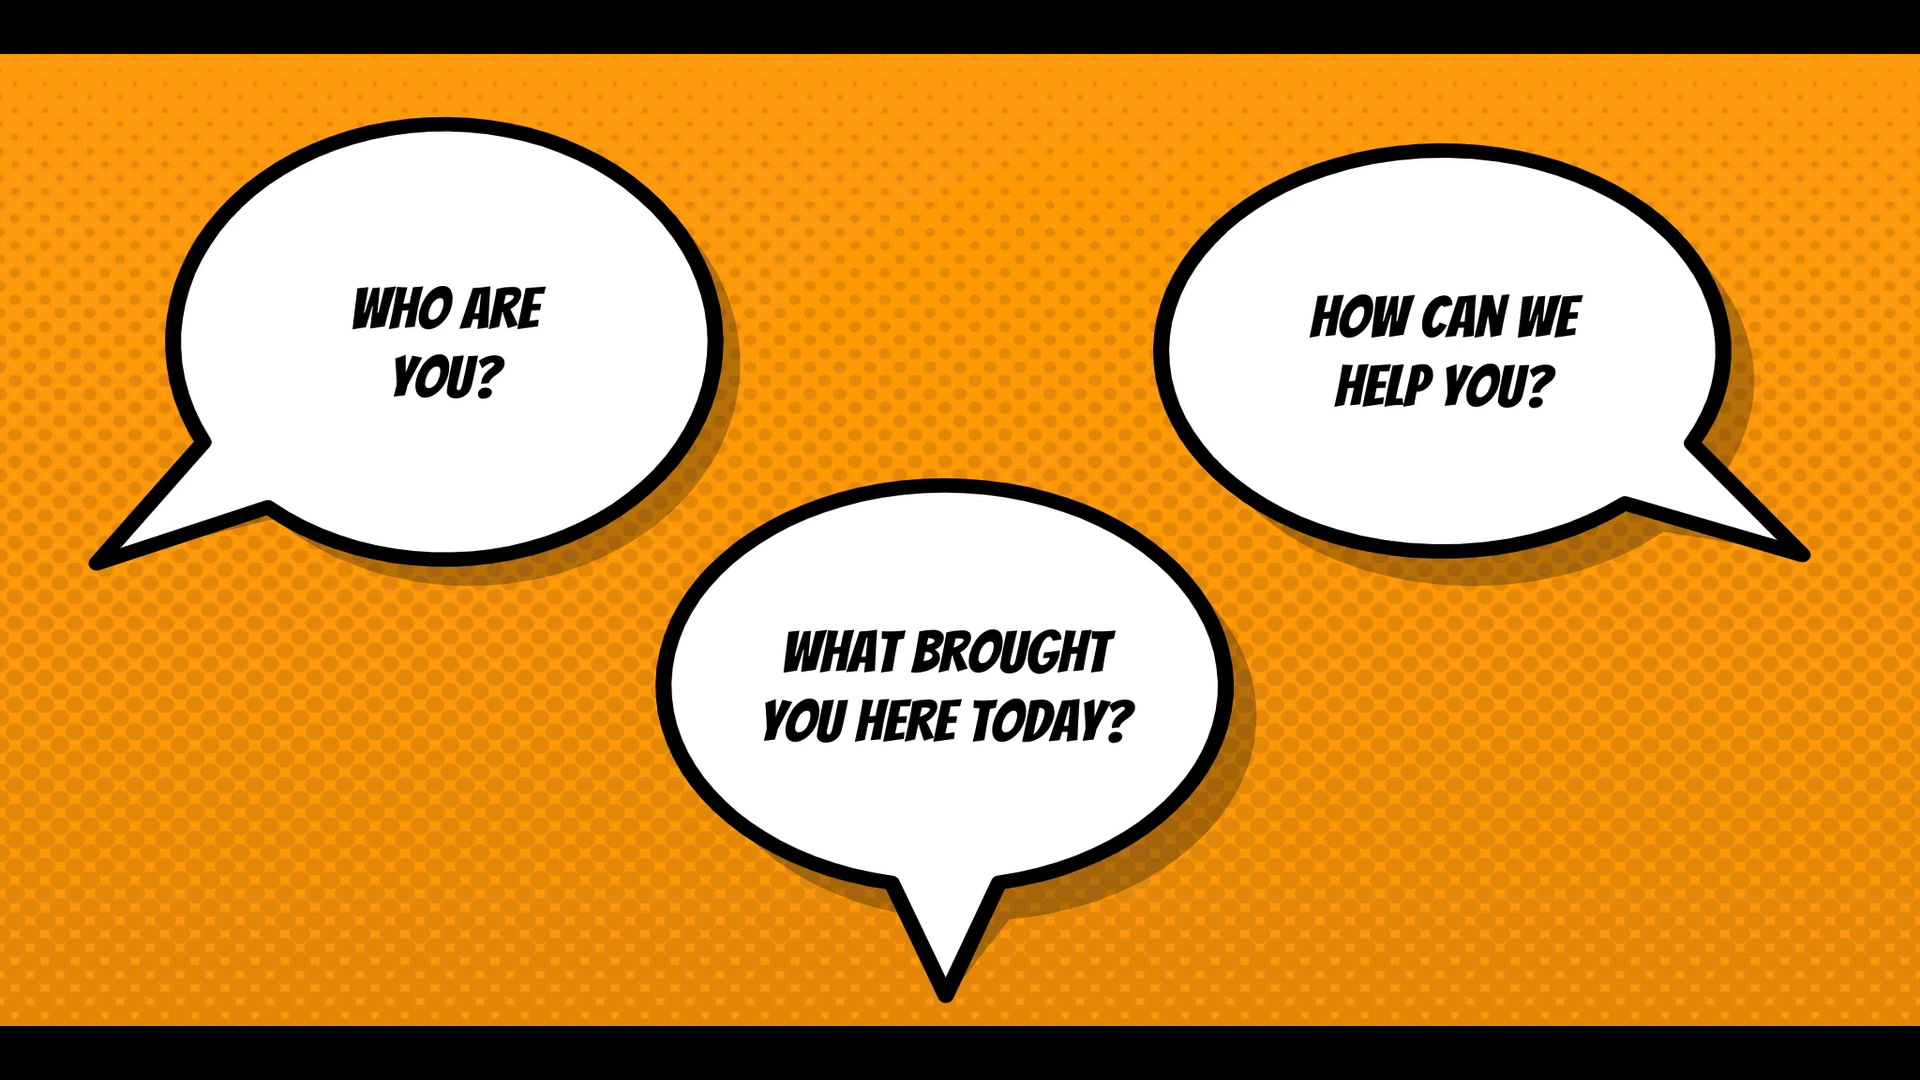 WHO ARE
YOU?
HOW CAN WE
HELP YOU?
WHAT BROUGHT
YOU HERE TODAY?